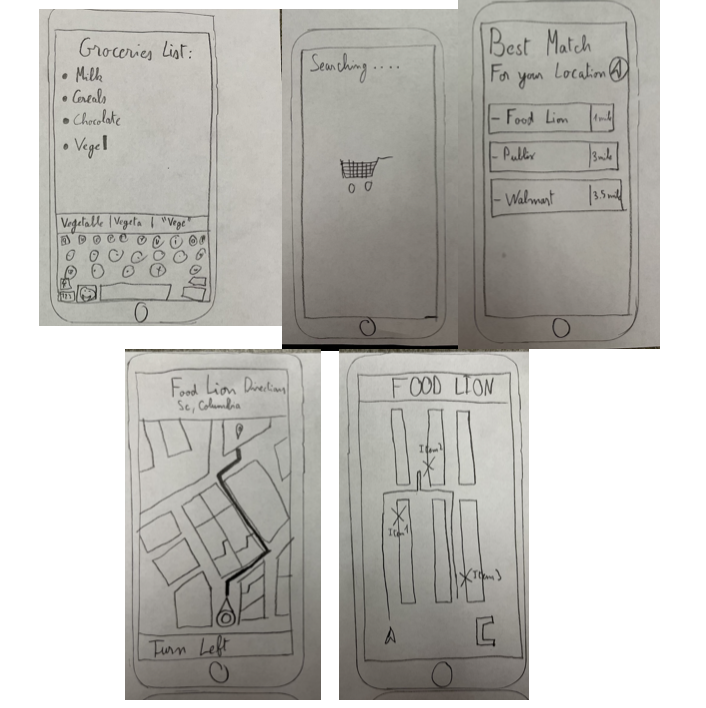 Groceries List:
• Milk
• Cereals
• Chocolate
• Vege
Vegetable | Vegeta | "Vege"
Searching....
Best Match
For your Location A
- Food Lion | 1 mile
- Publix | 3 mile
- Walmart | 3.5 mile
Food Lion Directions
Sc, Columbia
Turn Left
FOOD LION
Item 2
Item 1
Item 3